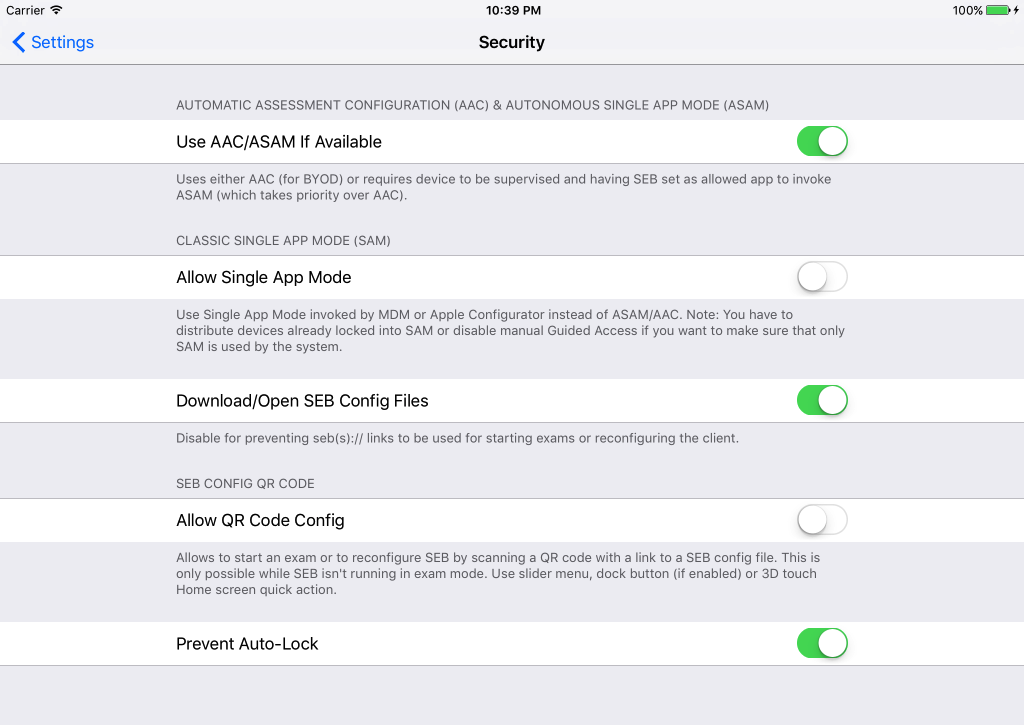 Carrier 10:39 PM 100%
Settings Security
AUTOMATIC ASSESSMENT CONFIGURATION (AAC) & AUTONOMOUS SINGLE APP MODE (ASAM)
Use AAC/ASAM If Available
Uses either AAC (for BYOD) or requires device to be supervised and having SEB set as allowed app to invoke
ASAM (which takes priority over AAC).
CLASSIC SINGLE APP MODE (SAM)
Allow Single App Mode
Use Single App Mode invoked by MDM or Apple Configurator instead of ASAM/AAC. Note: You have to
distribute devices already locked into SAM or disable manual Guided Access if you want to make sure that only
SAM is used by the system.
Download/Open SEB Config Files
Disable for preventing seb(s):// links to be used for starting exams or reconfiguring the client.
SEB CONFIG QR CODE
Allow QR Code Config
Allows to start an exam or to reconfigure SEB by scanning a QR code with a link to a SEB config file. This is
only possible while SEB isn't running in exam mode. Use slider menu, dock button (if enabled) or 3D touch
Home screen quick action.
Prevent Auto-Lock